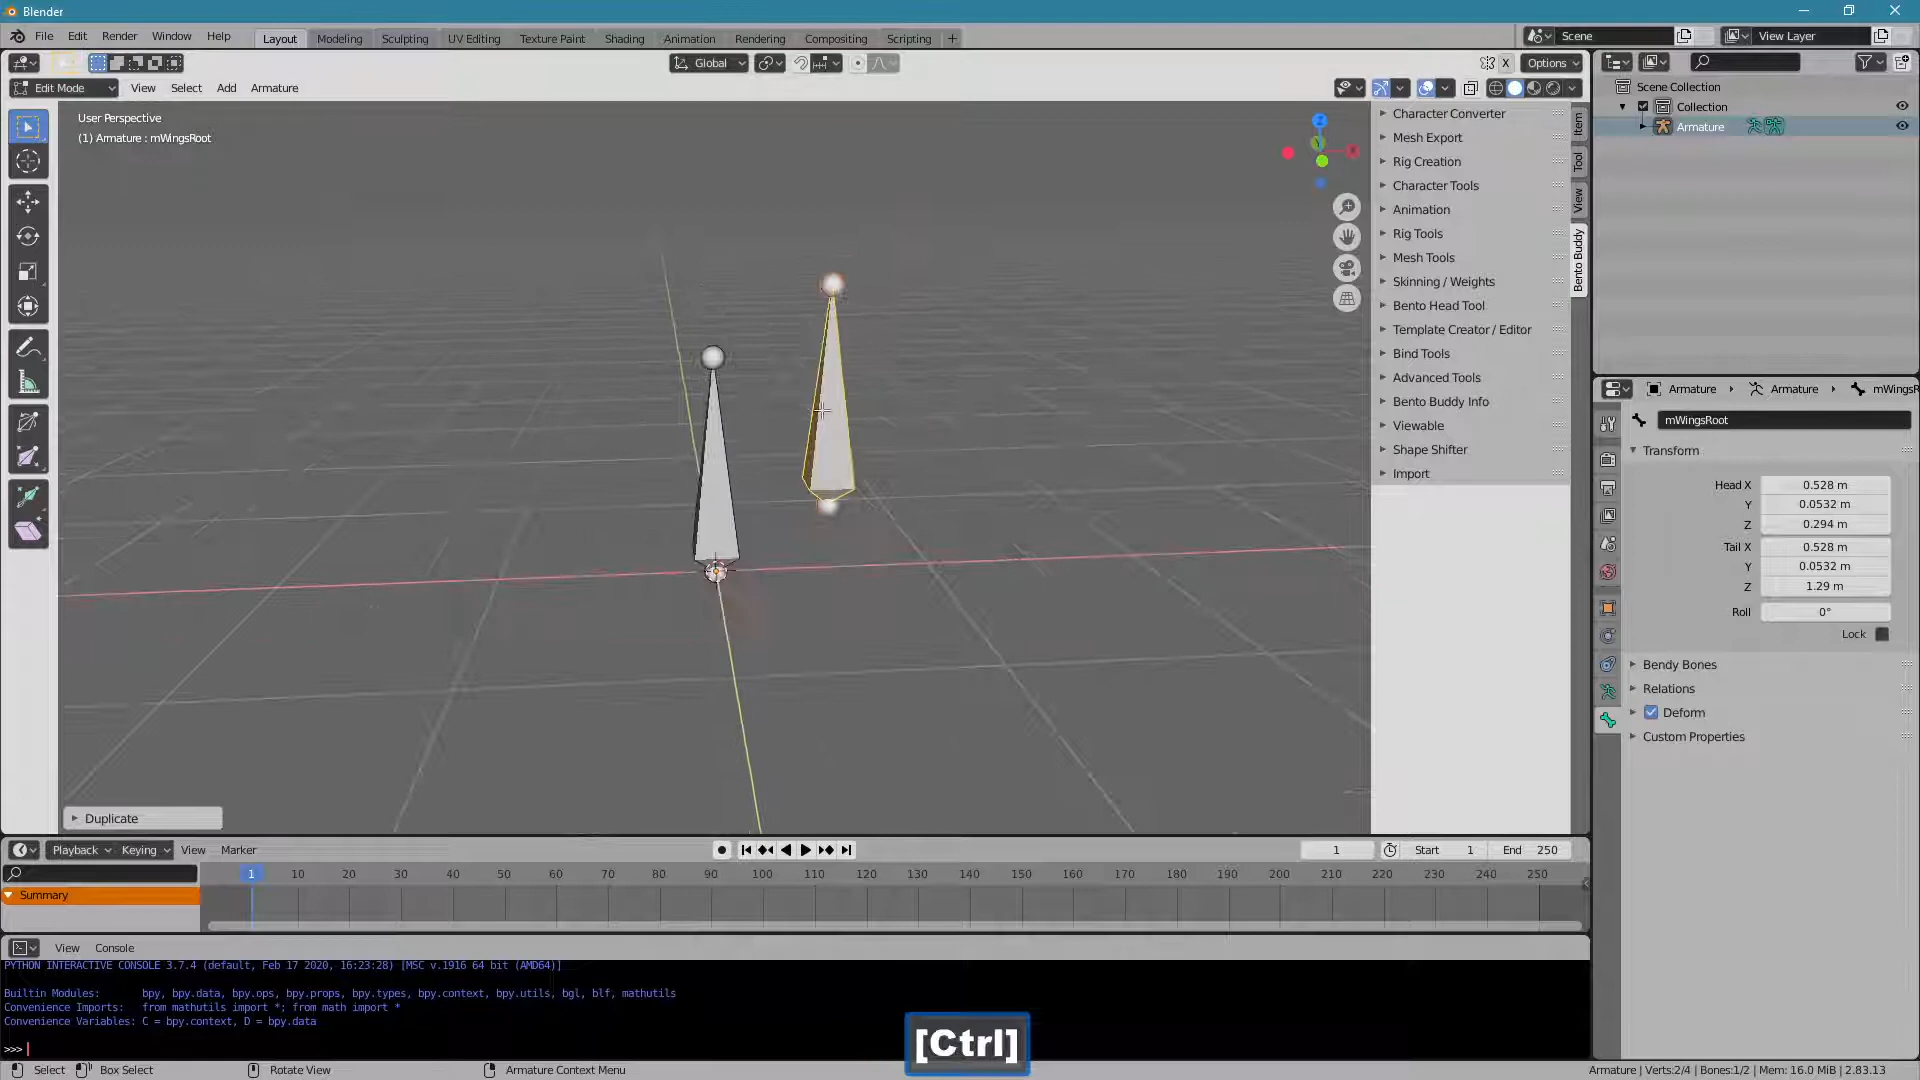 Blender
File Edit Render Window Help
Layout Modeling Sculpting UV Editing Texture Paint Shading Animation Rendering Compositing Scripting +
Scene
View Layer
Global
X
Options
Edit Mode View Select Add Armature
User Perspective
(1) Armature : mWingsRoot
Character Converter
Mesh Export
Rig Creation
Character Tools
Animation
Rig Tools
Mesh Tools
Skinning / Weights
Bento Head Tool
Template Creator / Editor
Bind Tools
Advanced Tools
Bento Buddy Info
Viewable
Shape Shifter
Import
Item
Tool
View
Bento Buddy
Scene Collection
Collection
Armature
Armature Armature mWingsR
mWingsRoot
Transform
Head X 0.528 m
Y 0.0532 m
Z 0.294 m
Tail X 0.528 m
Y 0.0532 m
Z 1.29 m
Roll 0°
Lock
Bendy Bones
Relations
Deform
Custom Properties
Duplicate
Playback Keying View Marker
1 Start 1 End 250
1 10 20 30 40 50 60 70 80 90 100 110 120 130 140 150 160 170 180 190 200 210 220 230 240 250
Summary
View Console
PYTHON INTERACTIVE CONSOLE 3.7.4 (default, Feb 17 2020, 16:23:28) [MSC v.1916 64 bit (AMD64)]
Builtin Modules: bpy, bpy.data, bpy.ops, bpy.props, bpy.types, bpy.context, bpy.utils, bgl, blf, mathutils
Convenience Imports: from mathutils import *; from math import *
Convenience Variables: C = bpy.context, D = bpy.data
>>>
[Ctrl]
Select Box Select Rotate View Armature Context Menu
Armature | Verts:2/4 | Bones:1/2 | Mem: 16.0 MiB | 2.83.13